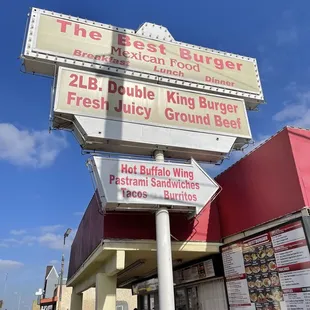 The Best Burger
Mexican Food
Breakfast Lunch Dinner
2LB. Double King Burger
Fresh Juicy Ground Beef
Hot Buffalo Wing
Pastrami Sandwiches
Tacos Burritos